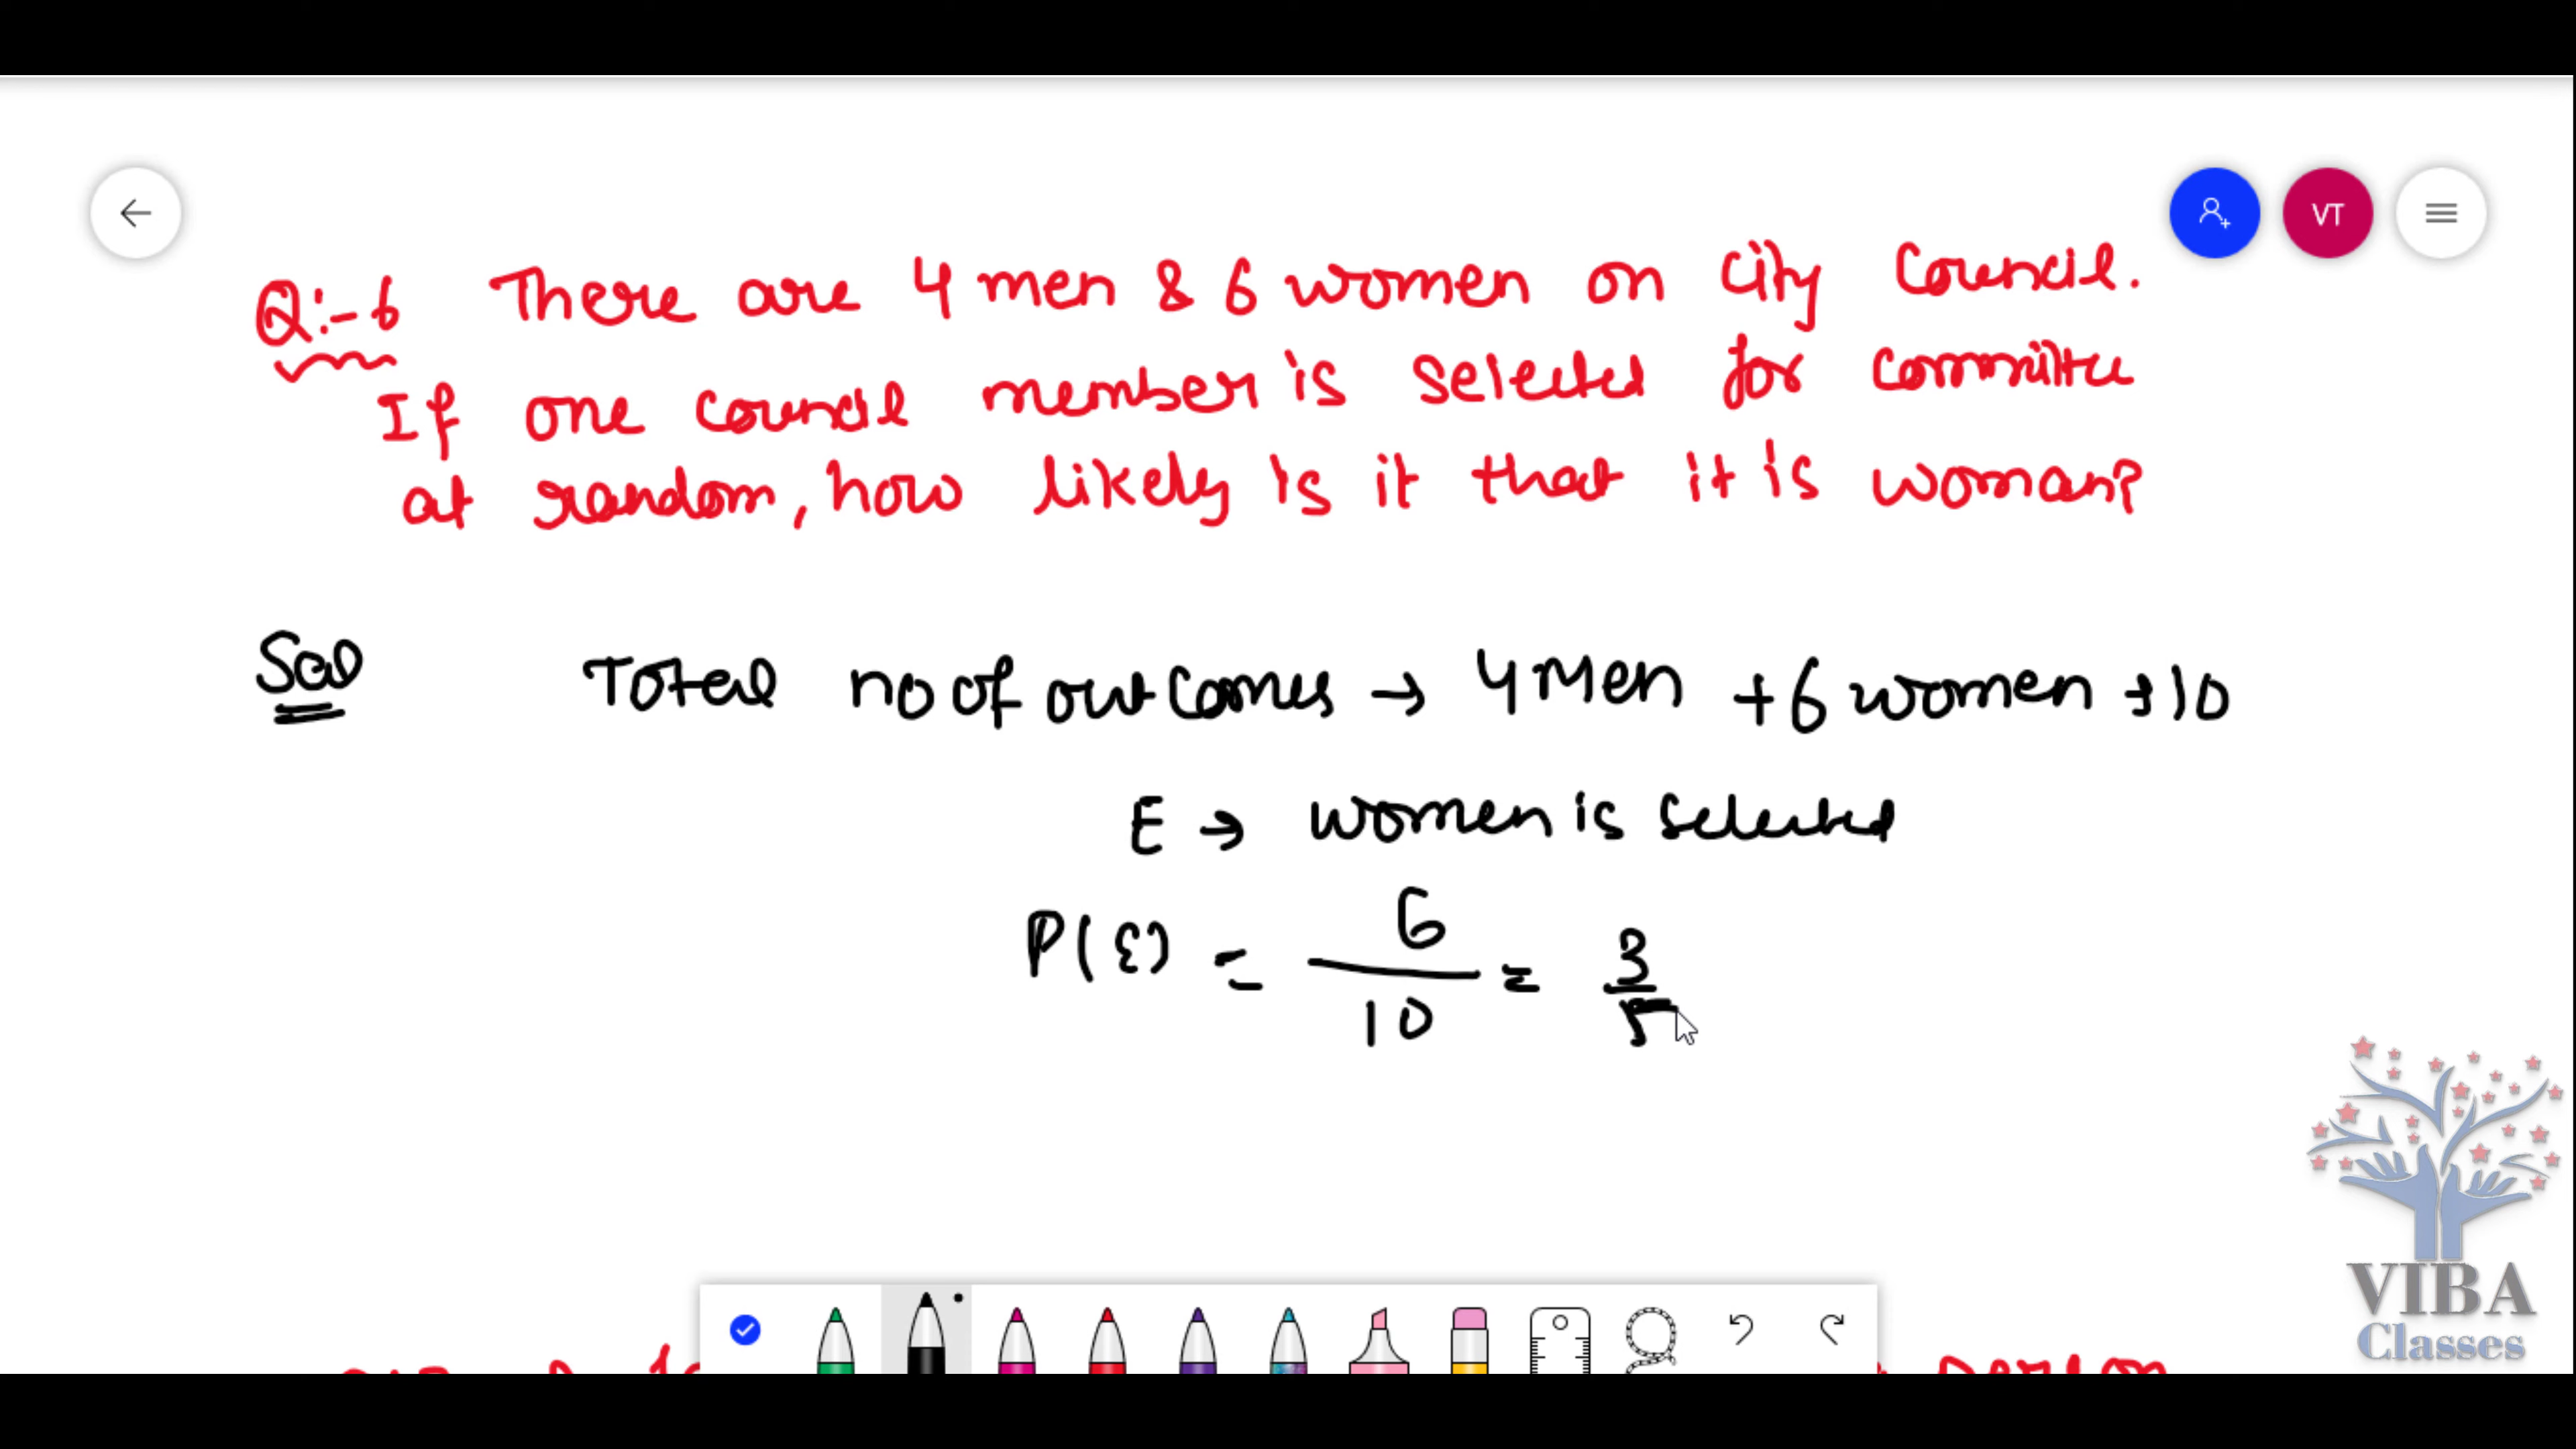 VT
Q:-6 There are 4 men & 6 women on City Council.
If one council member is selected for committee
at random, how likely is it that it is woman?
Sol Total no of outcomes → 4 Men + 6 women → 10
E → women is selected
P(E) = 6/10 = 3/5
person
VIBA
Classes